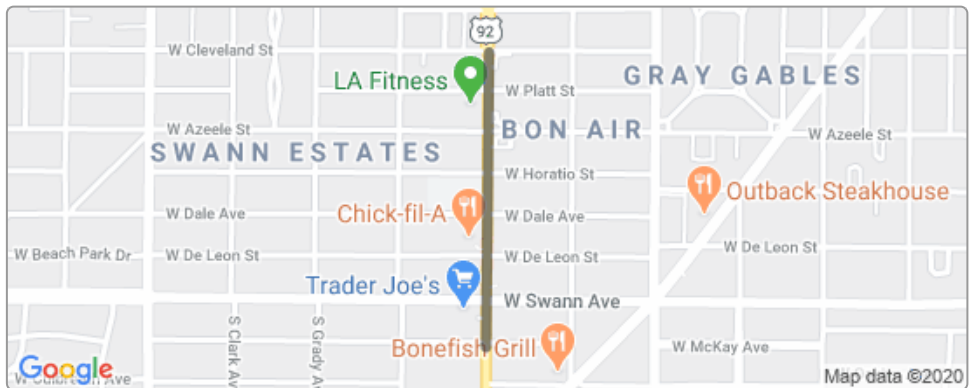 92
W Cleveland St
LA Fitness
W Platt St
GRAY GABLES
W Azeele St
BON AIR
W Azeele St
SWANN ESTATES
W Horatio St
Outback Steakhouse
Chick-fil-A
W Dale Ave
W Dale Ave
W Beach Park Dr
W De Leon St
W De Leon St
W De Leon St
Trader Joe's
W Swann Ave
S Clark Ave
S Grady Ave
Bonefish Grill
W McKay Ave
Google
Map data ©2020